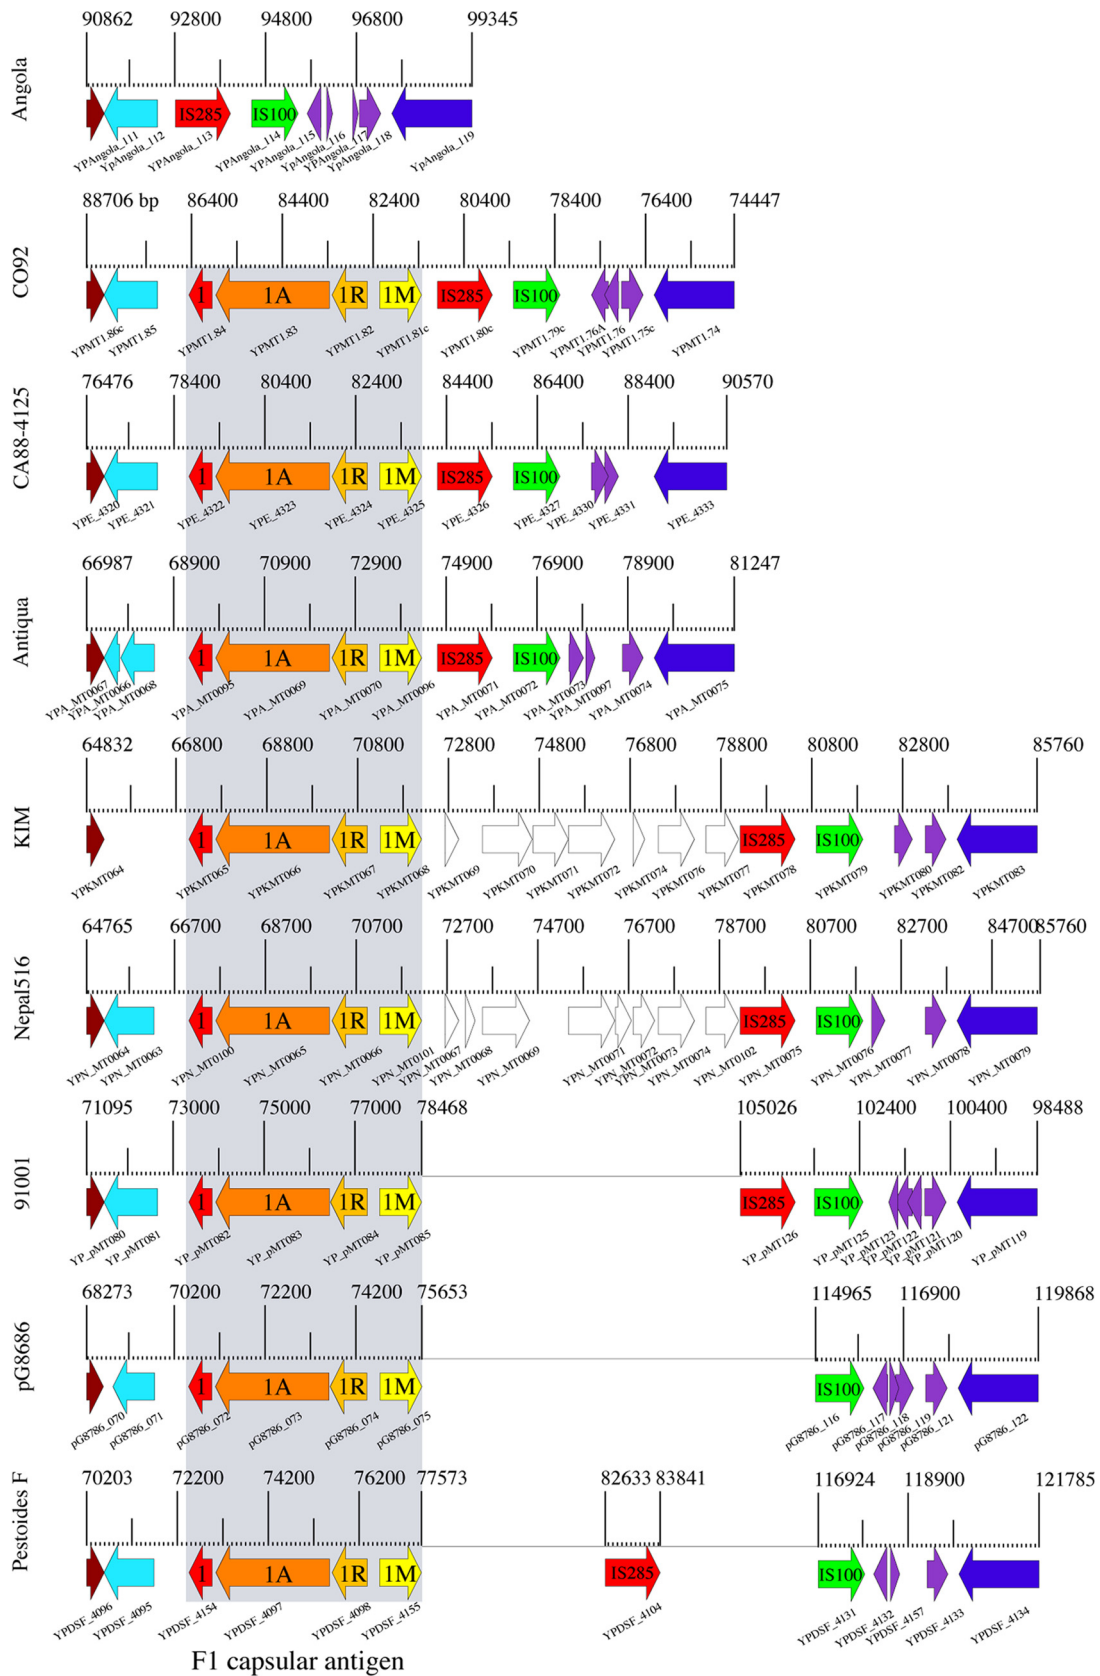 Angola
90862 92800 94800 96800 99345
IS285 IS100
YPAngola_111 YpAngola_112 YPAngola_113 YPAngola_114 YPAngola_115 YpAngola_116 YPAngola_117 YpAngola_118 YpAngola_119
CO92
88706 bp 86400 84400 82400 80400 78400 76400 74447
1 1A 1R 1M IS285 IS100
YPMT1.86c YPMT1.85 YPMT1.84 YPMT1.83 YPMT1.82 YPMT1.81c YPMT1.80c YPMT1.79c YPMT1.76A YPMT1.76 YPMT1.75c YPMT1.74
CA88-4125
76476 78400 80400 82400 84400 86400 88400 90570
1 1A 1R 1M IS285 IS100
YPE_4320 YPE_4321 YPE_4322 YPE_4323 YPE_4324 YPE_4325 YPE_4326 YPE_4327 YPE_4330 YPE_4331 YPE_4333
Antiqua
66987 68900 70900 72900 74900 76900 78900 81247
1 1A 1R 1M IS285 IS100
YPA_MT0067 YPA_MT0066 YPA_MT0068 YPA_MT0095 YPA_MT0069 YPA_MT0070 YPA_MT0096 YPA_MT0071 YPA_MT0072 YPA_MT0073 YPA_MT0097 YPA_MT0074 YPA_MT0075
KIM
64832 66800 68800 70800 72800 74800 76800 78800 80800 82800 85760
1 1A 1R 1M IS285 IS100
YPKMT064 YPKMT065 YPKMT066 YPKMT067 YPKMT068 YPKMT069 YPKMT070 YPKMT071 YPKMT072 YPKMT074 YPKMT076 YPKMT077 YPKMT078 YPKMT079 YPKMT080 YPKMT082 YPKMT083
Nepal516
64765 66700 68700 70700 72700 74700 76700 78700 80700 82700 84700 85760
1 1A 1R 1M IS285 IS100
YPN_MT0064 YPN_MT0063 YPN_MT0100 YPN_MT0065 YPN_MT0066 YPN_MT0101 YPN_MT0067 YPN_MT0068 YPN_MT0069 YPN_MT0071 YPN_MT0072 YPN_MT0073 YPN_MT0074 YPN_MT0102 YPN_MT0075 YPN_MT0076 YPN_MT0077 YPN_MT0078 YPN_MT0079
91001
71095 73000 75000 77000 78468 105026 102400 100400 98488
1 1A 1R 1M IS285 IS100
YP_pMT080 YP_pMT081 YP_pMT082 YP_pMT083 YP_pMT084 YP_pMT085 YP_pMT126 YP_pMT125 YP_pMT123 YP_pMT122 YP_pMT121 YP_pMT120 YP_pMT119
pG8686
68273 70200 72200 74200 75653 114965 116900 119868
1 1A 1R 1M IS100
pG8786_070 pG8786_071 pG8786_072 pG8786_073 pG8786_074 pG8786_075 pG8786_116 pG8786_117 pG8786_118 pG8786_119 pG8786_121 pG8786_122
Pestoides F
70203 72200 74200 76200 77573 82633 83841 116924 118900 121785
1 1A 1R 1M IS285 IS100
YPDSF_4096 YPDSF_4095 YPDSF_4154 YPDSF_4097 YPDSF_4098 YPDSF_4155 YPDSF_4104 YPDSF_4131 YPDSF_4132 YPDSF_4157 YPDSF_4133 YPDSF_4134
F1 capsular antigen